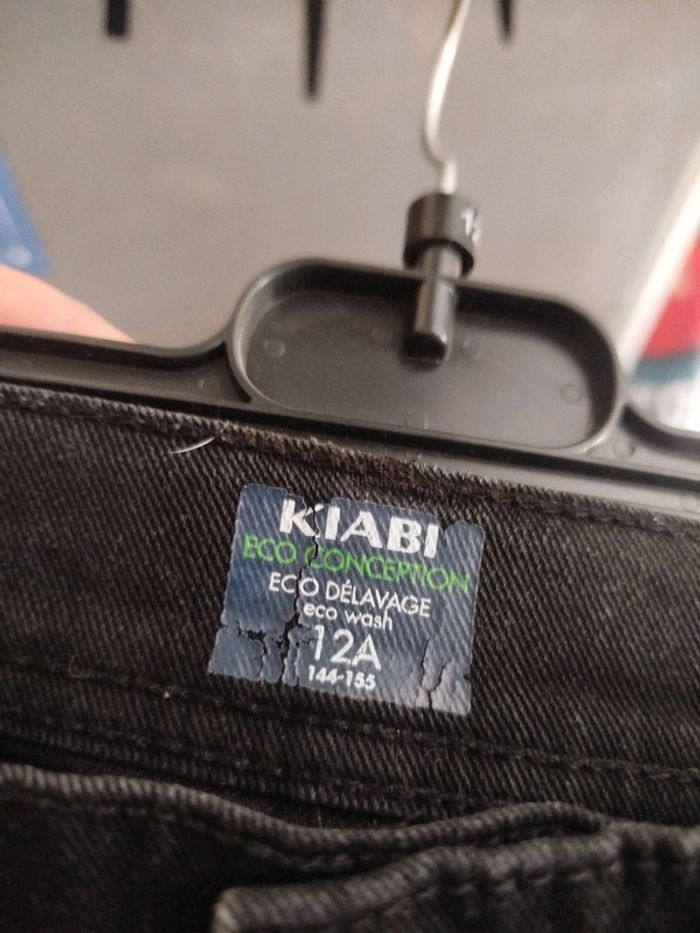 KIABI
ECO CONCEPTION
ECO DÉLAVAGE
eco wash
12A
144-155